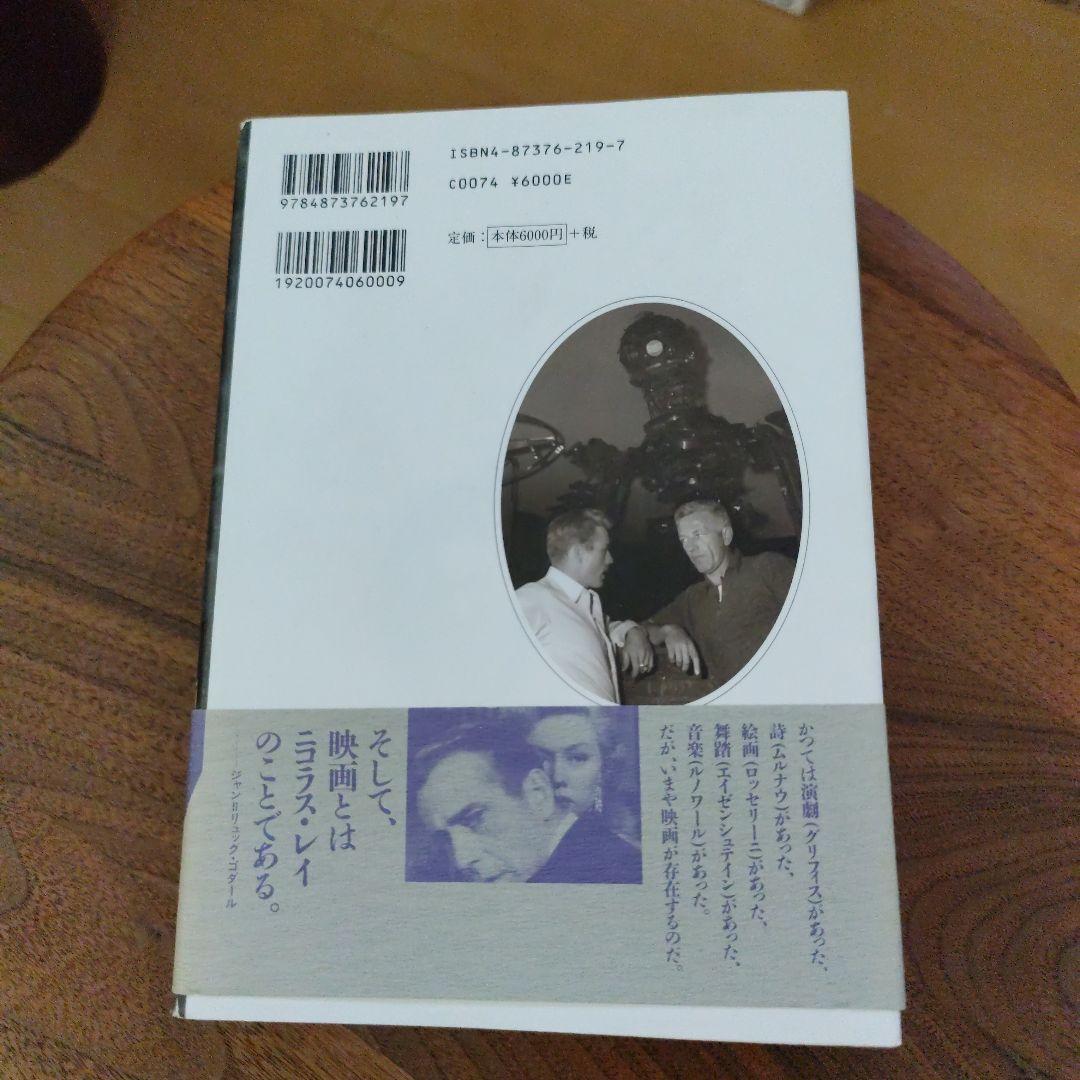 ISBN4-87376-219-7
C0074 ¥6000E
9784873762197
定価：本体6000円+税
1920074060009
かつては演劇(グリフィス)があった、
詩(ムルナウ)があった、
絵画(ロッセリーニ)があった、
舞踏(エイゼンシュテイン)があった、
音楽(ルノワール)があった。
だが、いまや映画が存在するのだ。
そして、
映画とは
ニコラス・レイ
のことである。
——ジャン=リュック・ゴダール